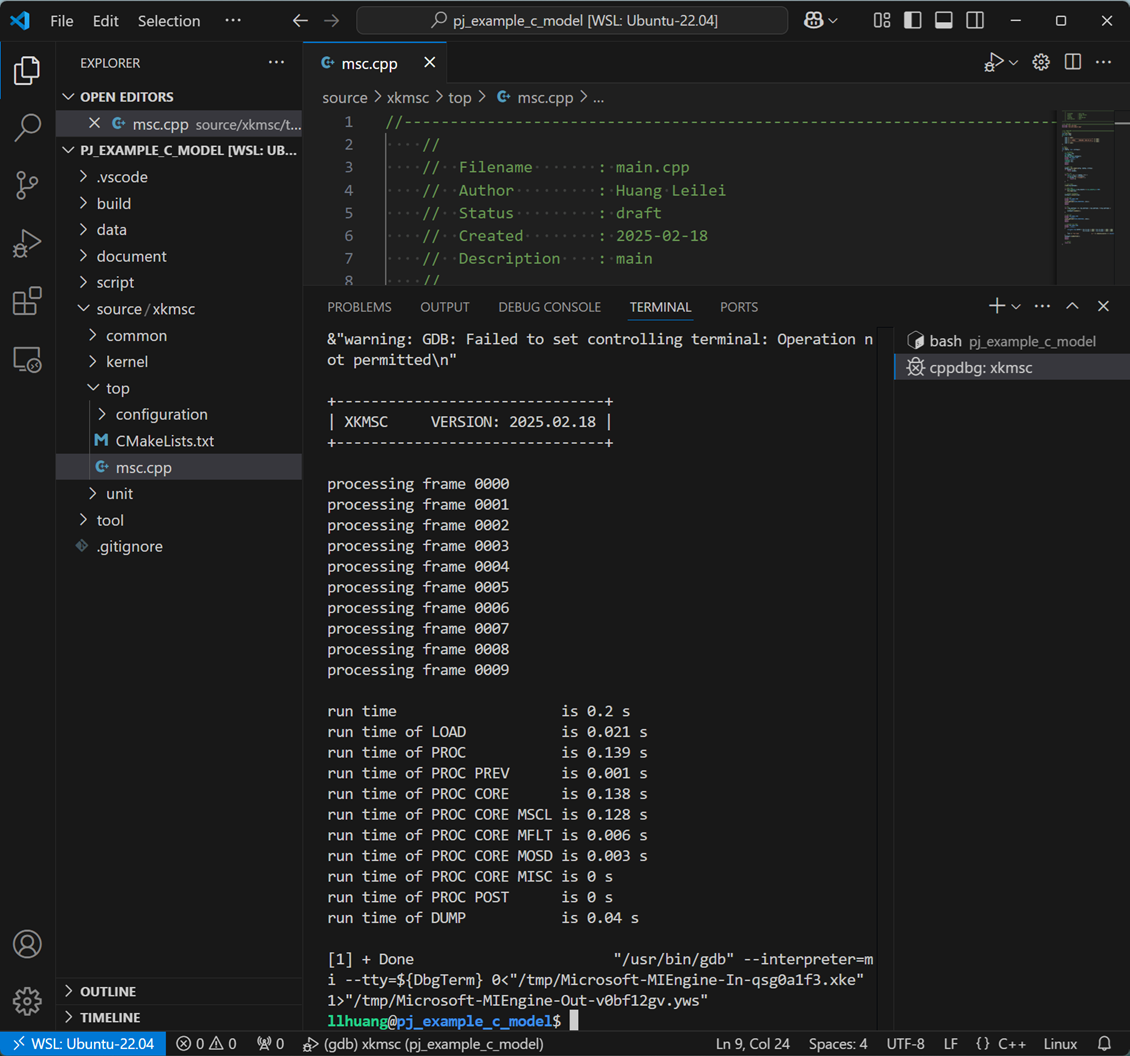 File Edit Selection ··· pj_example_c_model [WSL: Ubuntu-22.04]
EXPLORER ···
OPEN EDITORS
msc.cpp source/xkmsc/t...
PJ_EXAMPLE_C_MODEL [WSL: UB...
.vscode
build
data
document
script
source / xkmsc
common
kernel
top
configuration
CMakeLists.txt
msc.cpp
unit
tool
.gitignore
OUTLINE
TIMELINE
msc.cpp
source > xkmsc > top > msc.cpp > ...
1 //---------------------------------------------------------------------------
2 //
3 // Filename : main.cpp
4 // Author : Huang Leilei
5 // Status : draft
6 // Created : 2025-02-18
7 // Description : main
8 //
PROBLEMS OUTPUT DEBUG CONSOLE TERMINAL PORTS
&"warning: GDB: Failed to set controlling terminal: Operation n
ot permitted\n"
+-------------------------------+
| XKMSC VERSION: 2025.02.18 |
+-------------------------------+
processing frame 0000
processing frame 0001
processing frame 0002
processing frame 0003
processing frame 0004
processing frame 0005
processing frame 0006
processing frame 0007
processing frame 0008
processing frame 0009
run time is 0.2 s
run time of LOAD is 0.021 s
run time of PROC is 0.139 s
run time of PROC PREV is 0.001 s
run time of PROC CORE is 0.138 s
run time of PROC CORE MSCL is 0.128 s
run time of PROC CORE MFLT is 0.006 s
run time of PROC CORE MOSD is 0.003 s
run time of PROC CORE MISC is 0 s
run time of PROC POST is 0 s
run time of DUMP is 0.04 s
[1] + Done "/usr/bin/gdb" --interpreter=m
i --tty=${DbgTerm} 0<"/tmp/Microsoft-MIEngine-In-qsg0a1f3.xke"
1>"/tmp/Microsoft-MIEngine-Out-v0bf12gv.yws"
llhuang@pj_example_c_model$
bash pj_example_c_model
cppdbg: xkmsc
WSL: Ubuntu-22.04 0 0 0 (gdb) xkmsc (pj_example_c_model) Ln 9, Col 24 Spaces: 4 UTF-8 LF {} C++ Linux